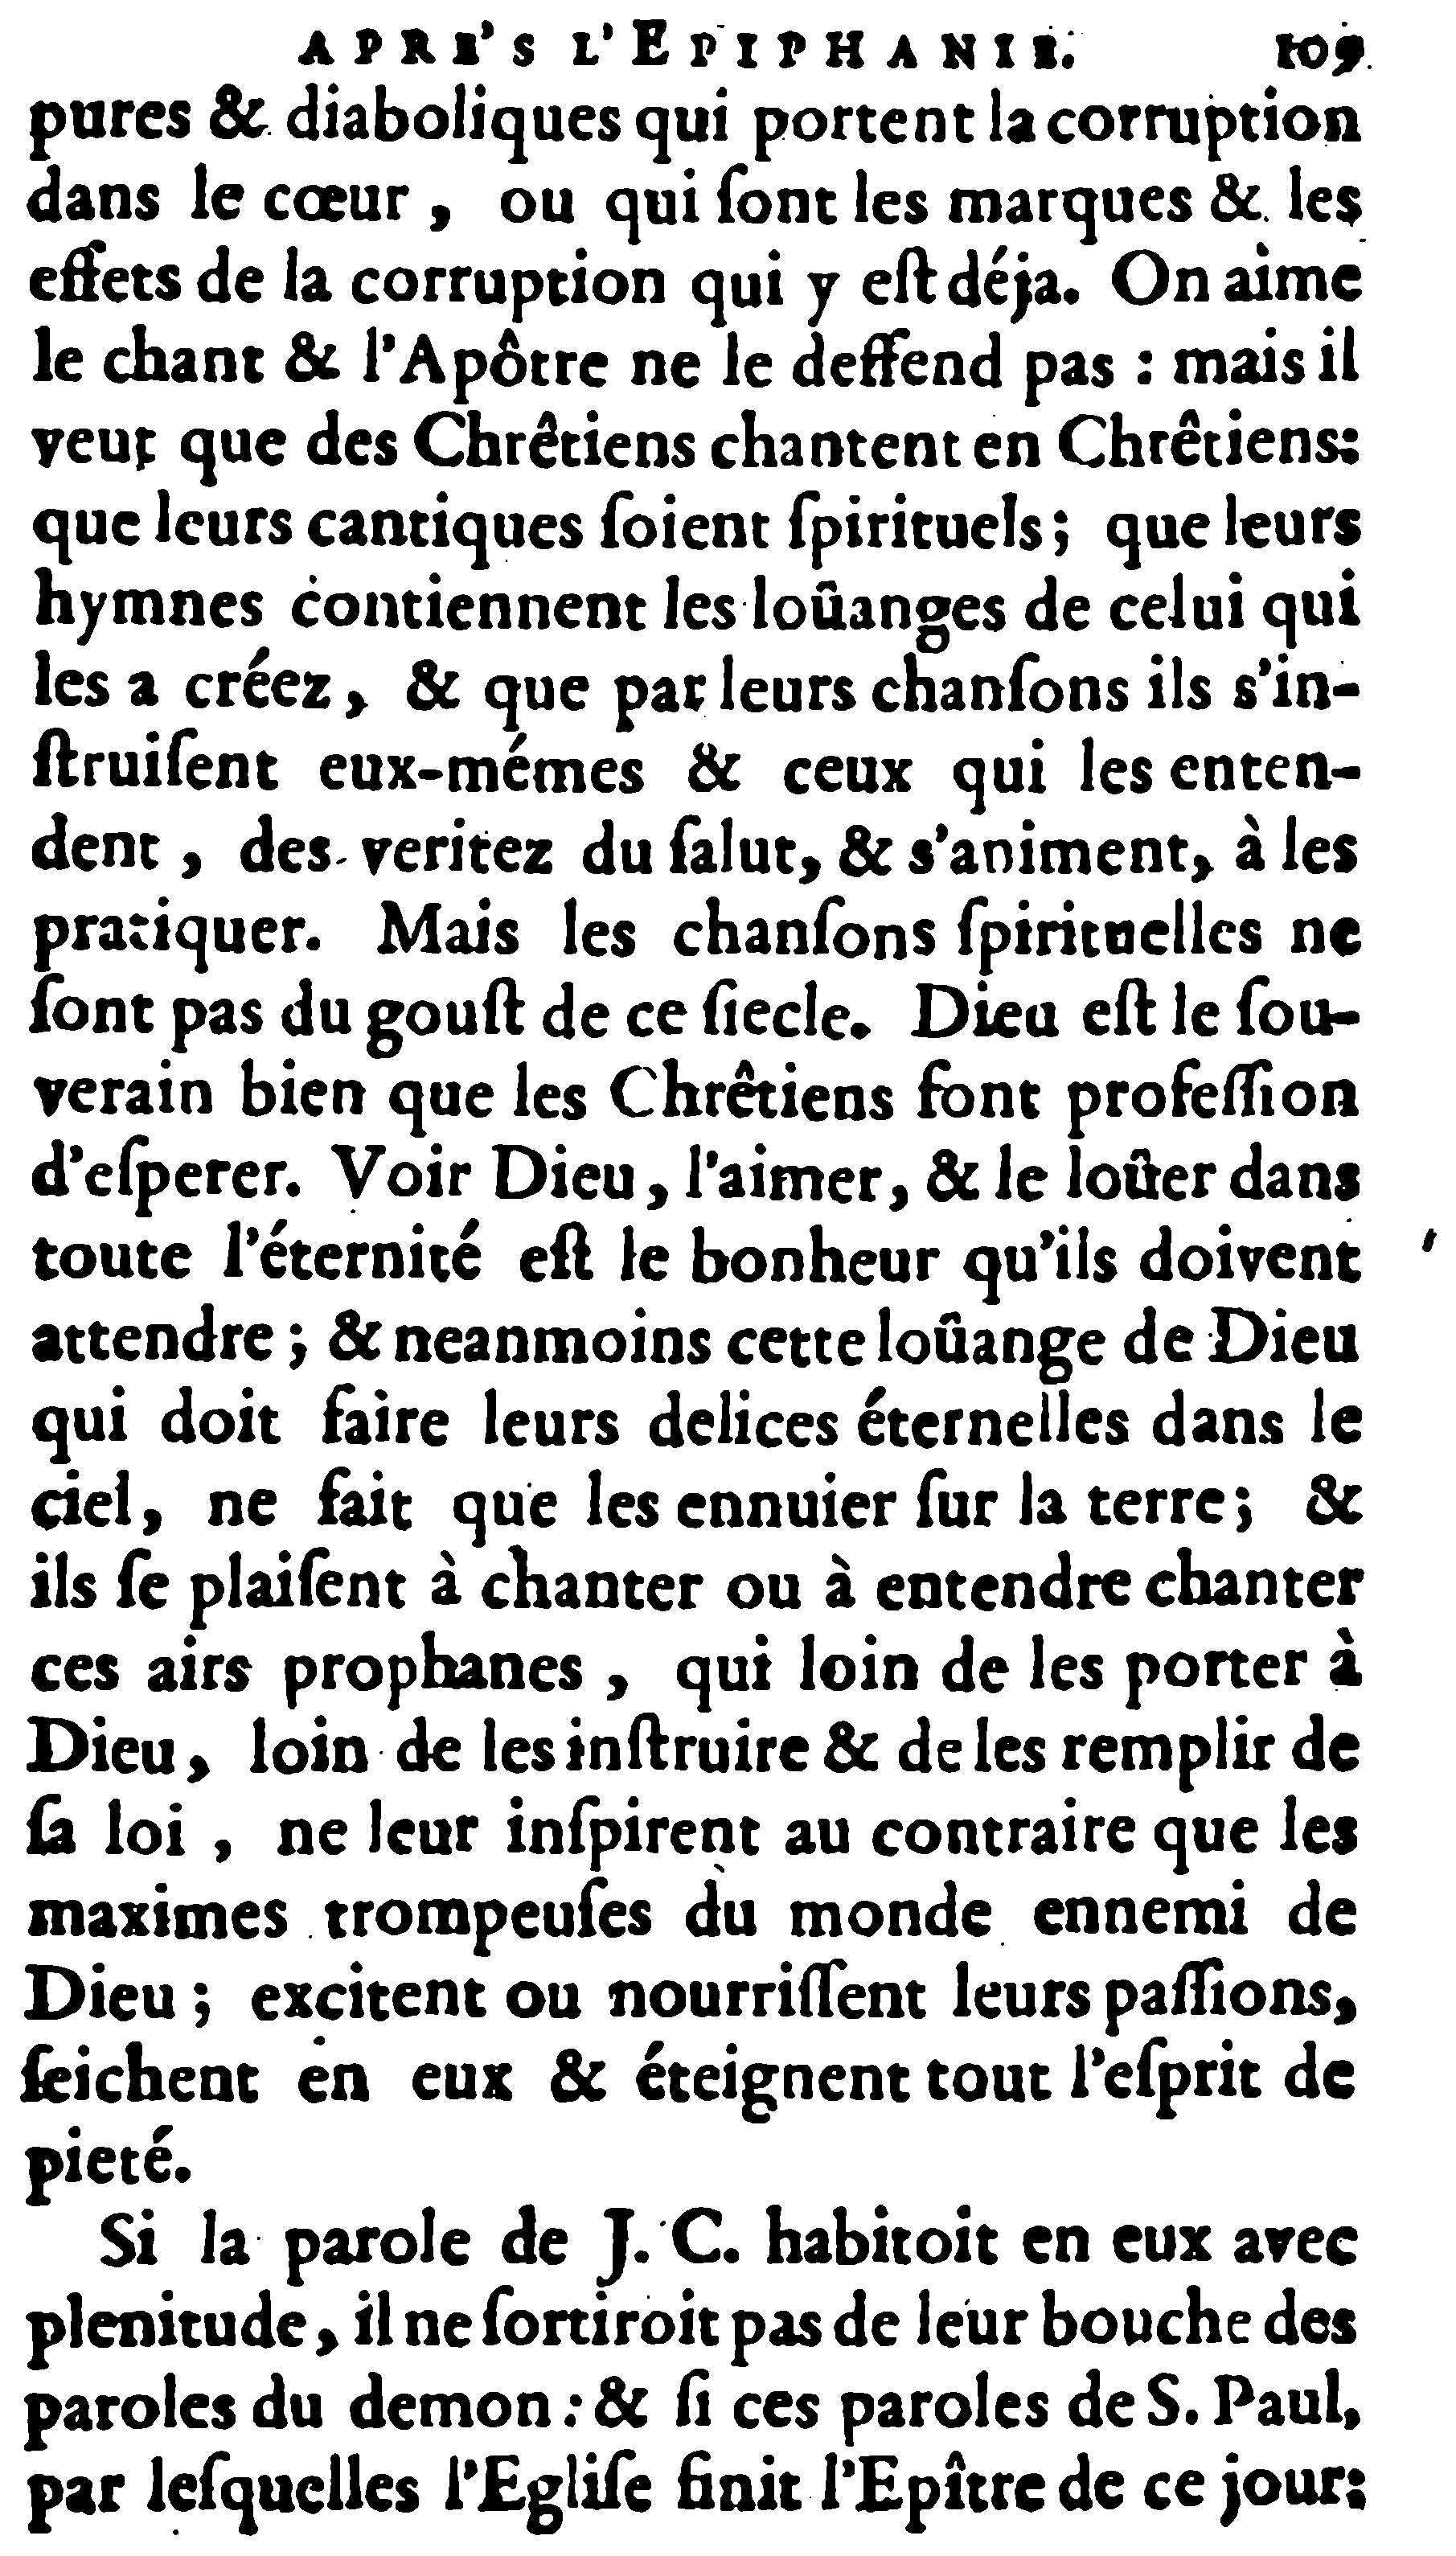 APRE'S L'EPIPHANIE. 109
pures & diaboliques qui portent la corruption
dans le cœur, ou qui ſont les marques & les
effets de la corruption qui y eſt déja. On aime
le chant & l'Apôtre ne le deffend pas : mais il
veut que des Chrêtiens chantent en Chrêtiens:
que leurs cantiques ſoient ſpirituels; que leurs
hymnes contiennent les loûanges de celui qui
les a créez, & que par leurs chanſons ils s'in-
ſtruiſent eux-mémes & ceux qui les enten-
dent, des veritez du ſalut, & s'animent, à les
pratiquer. Mais les chanſons ſpirituelles ne
ſont pas du gouſt de ce ſiecle. Dieu eſt le ſou-
verain bien que les Chrêtiens font profeſſion
d'eſperer. Voir Dieu, l'aimer, & le loûer dans
toute l'éternité eſt le bonheur qu'ils doivent
attendre; & neanmoins cette loûange de Dieu
qui doit faire leurs delices éternelles dans le
ciel, ne fait que les ennuier ſur la terre; &
ils ſe plaiſent à chanter ou à entendre chanter
ces airs prophanes, qui loin de les porter à
Dieu, loin de les inſtruire & de les remplir de
ſa loi, ne leur inſpirent au contraire que les
maximes trompeuſes du monde ennemi de
Dieu; excitent ou nourriſſent leurs paſſions,
ſeichent en eux & éteignent tout l'eſprit de
pieté.
Si la parole de J. C. habitoit en eux avec
plenitude, il ne ſortiroit pas de leur bouche des
paroles du demon: & ſi ces paroles de S. Paul,
par leſquelles l'Egliſe finit l'Epître de ce jour: